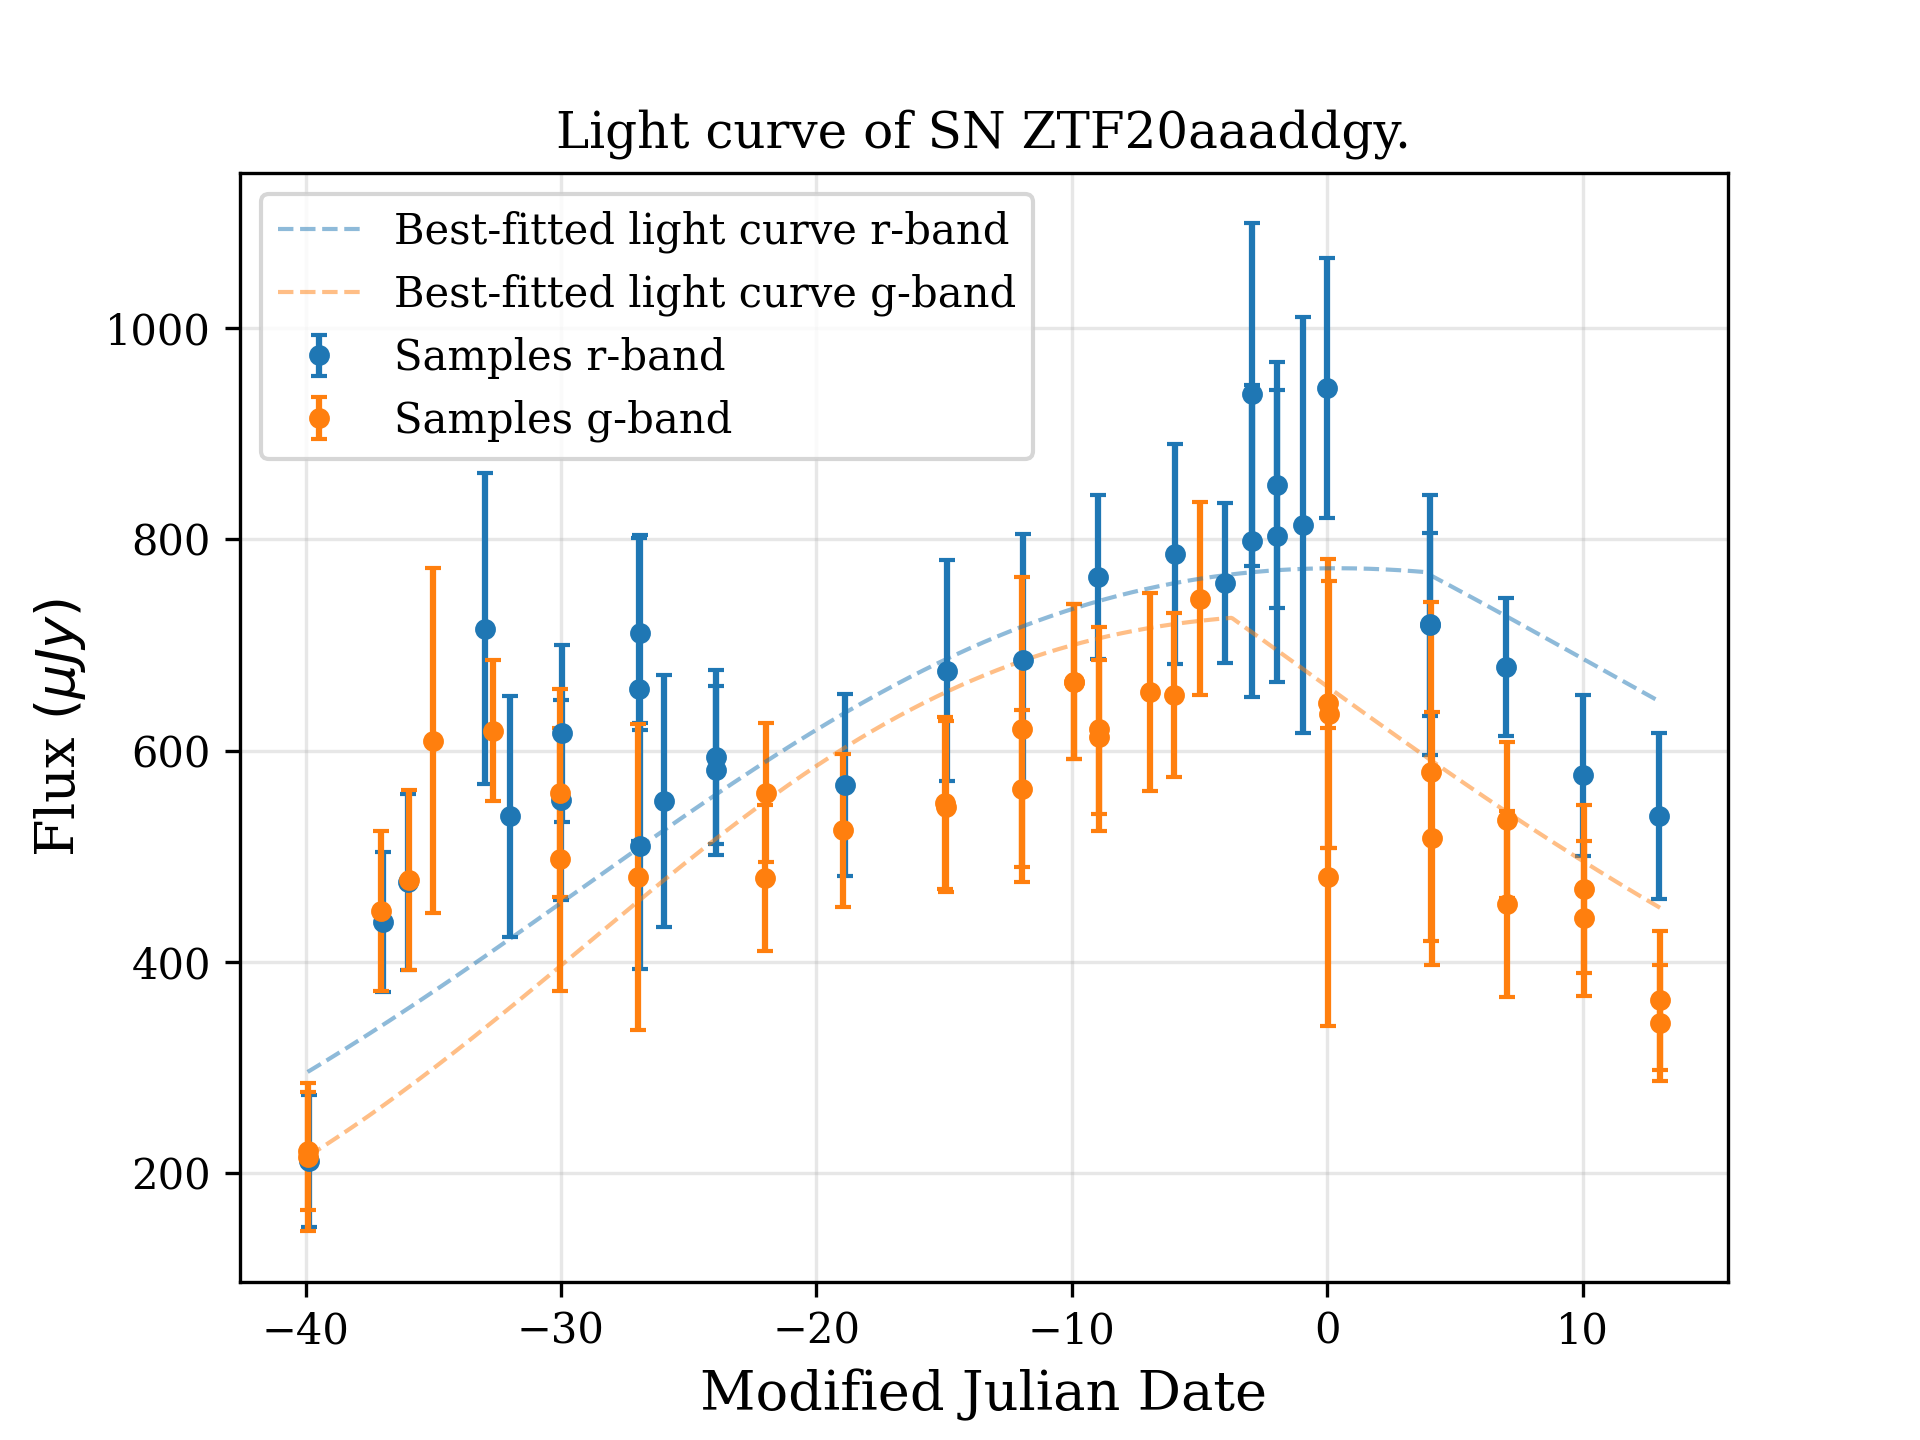 Light curve of SN ZTF20aaaddgy.
Best-fitted light curve r-band
Best-fitted light curve g-band
Samples r-band
Samples g-band
1000
800
600
400
200
Flux (μJy)
−40 −30 −20 −10 0 10
Modified Julian Date